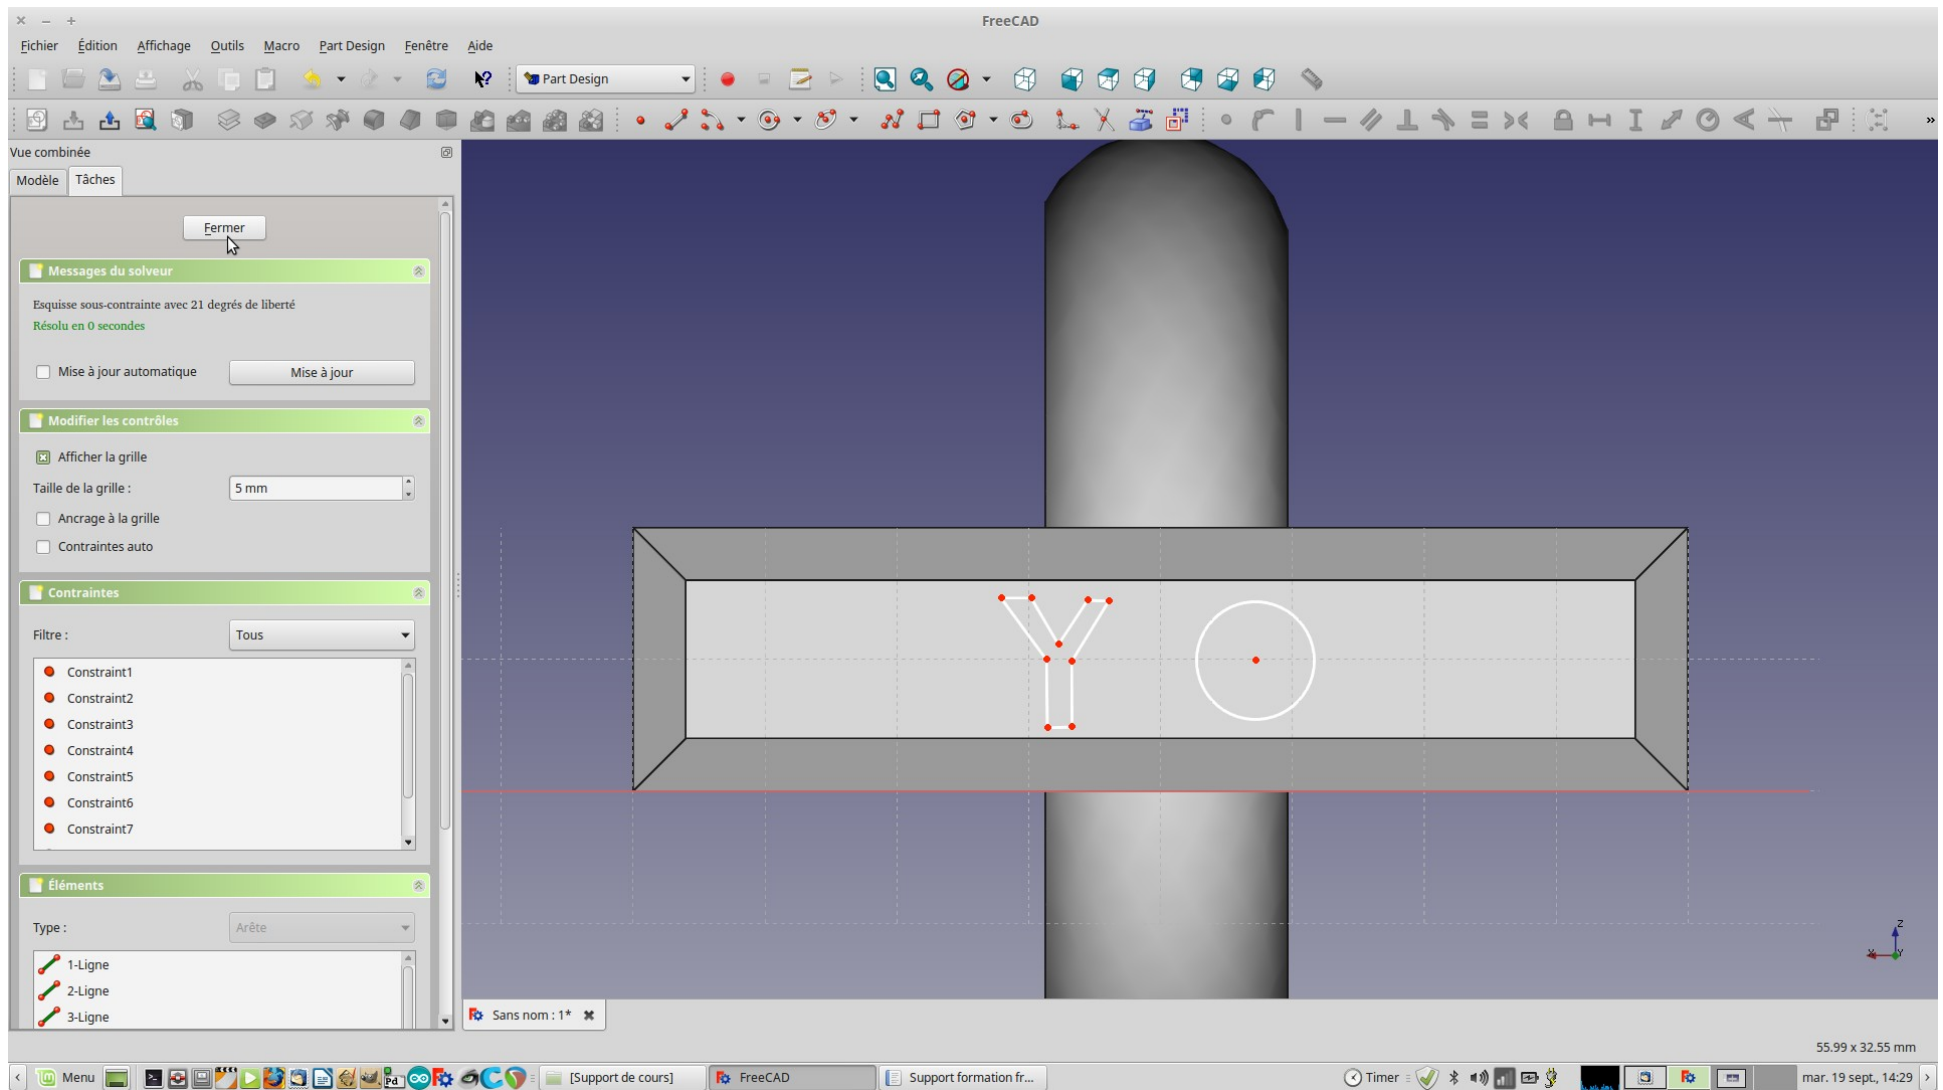 FreeCAD
Fichier Édition Affichage Outils Macro Part Design Fenêtre Aide
Part Design
Vue combinée
Modèle Tâches
Fermer
Messages du solveur
Esquisse sous-contrainte avec 21 degrés de liberté
Résolu en 0 secondes
Mise à jour automatique Mise à jour
Modifier les contrôles
Afficher la grille
Taille de la grille : 5 mm
Ancrage à la grille
Contraintes auto
Contraintes
Filtre : Tous
Constraint1
Constraint2
Constraint3
Constraint4
Constraint5
Constraint6
Constraint7
Éléments
Type : Arête
1-Ligne
2-Ligne
3-Ligne
YO
Z
X Y
Sans nom : 1*
55.99 x 32.55 mm
Menu Pd [Support de cours] FreeCAD Support formation fr... Timer mar. 19 sept., 14:29